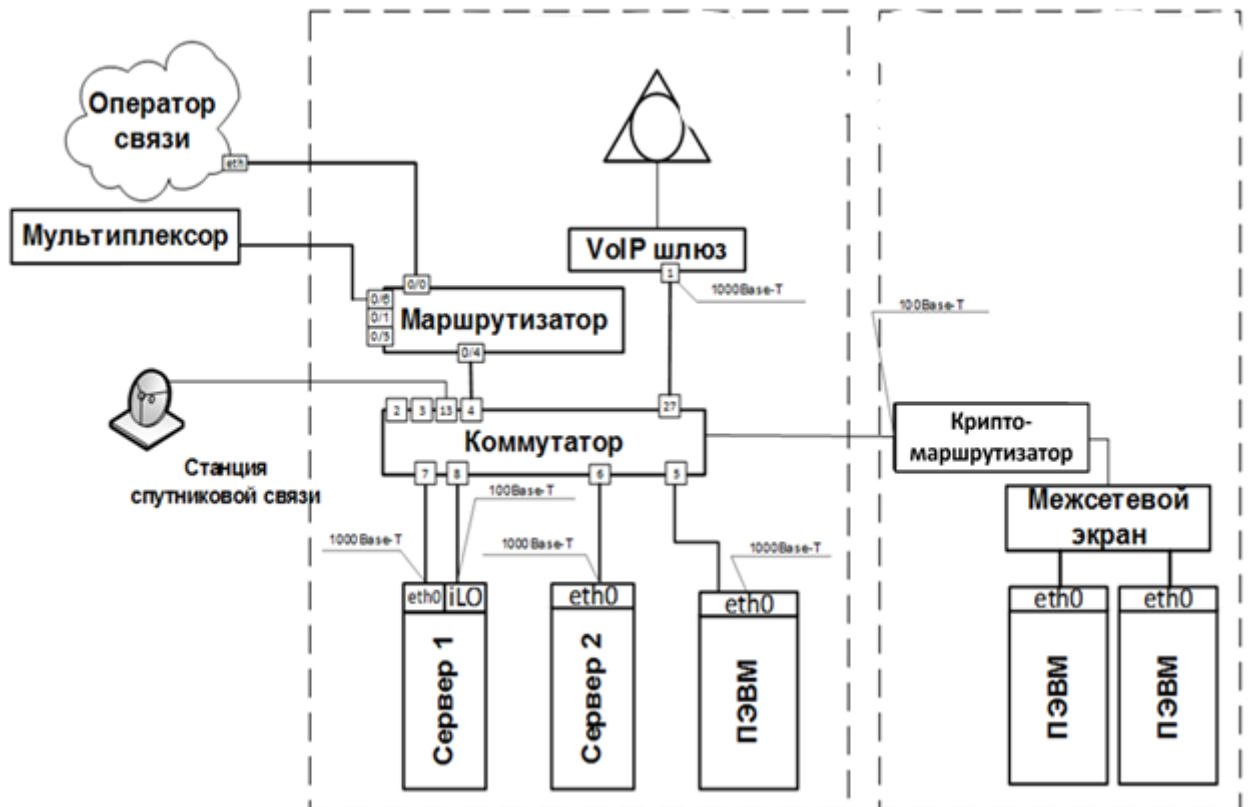 Оператор
связи
eth
Мультиплексор
VoIP шлюз
1
1000Base-T
100Base-T
0/0
0/6
0/1
0/5
Маршрутизатор
0/4
2
3
13
4
27
Коммутатор
Крипто-
маршрутизатор
Станция
спутниковой связи
7
8
6
5
100Base-T
1000Base-T
1000Base-T
1000Base-T
Межсетевой
экран
eth0
iLO
eth0
eth0
eth0
eth0
Сервер 1
Сервер 2
ПЭВМ
ПЭВМ
ПЭВМ